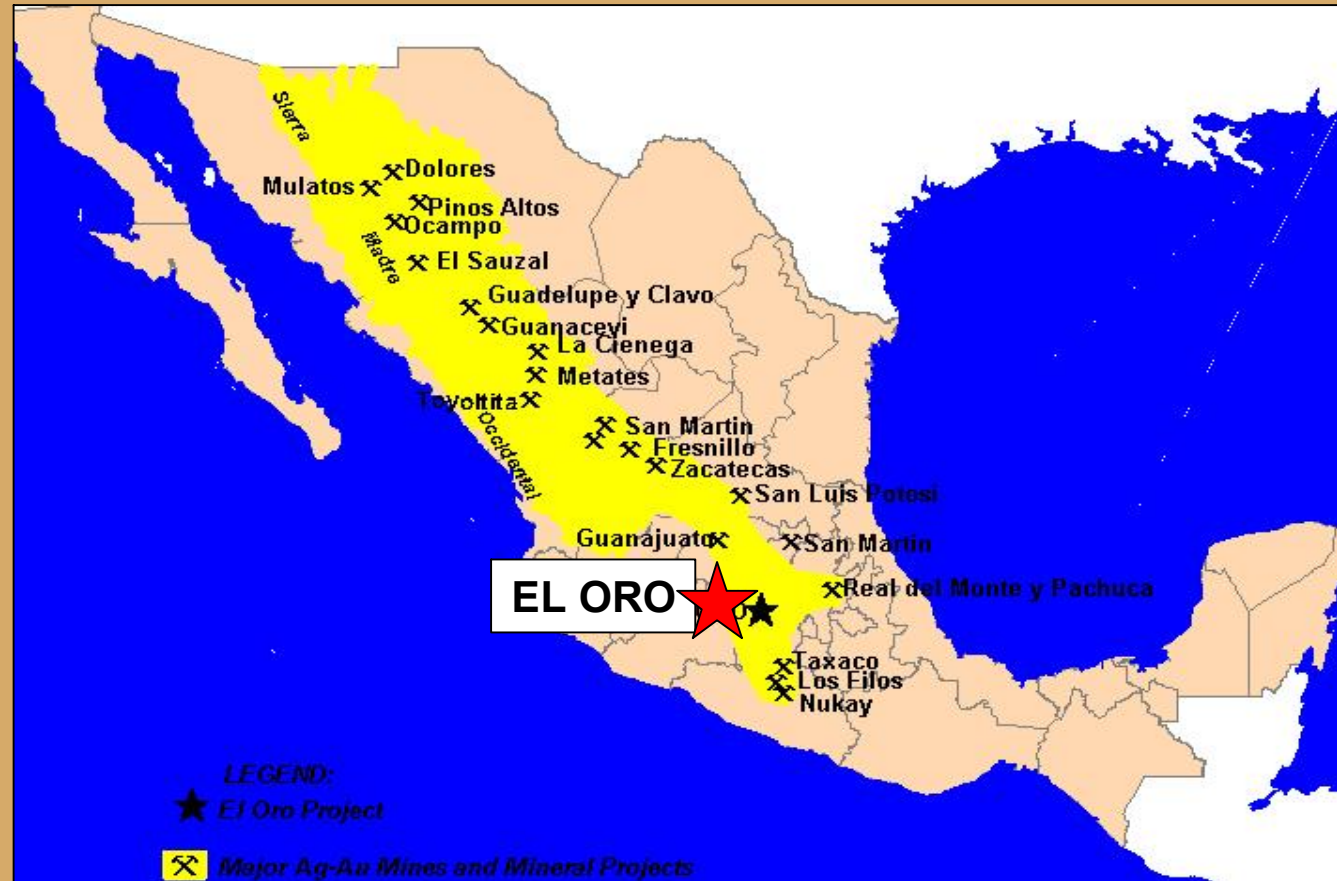 Sierra
Dolores
Mulatos
Pinos Altos
Ocampo
Madre
El Sauzal
Guadelupe y Clavo
Guanacevi
La Cienega
Metates
Toyoltita
Occidental
San Martin
Fresnillo
Zacatecas
San Luis Potosi
Guanajuato
San Martin
EL ORO
Real del Monte y Pachuca
Taxaco
Los Filos
Nukay
LEGEND:
El Oro Project
Major Ag-Au Mines and Mineral Projects